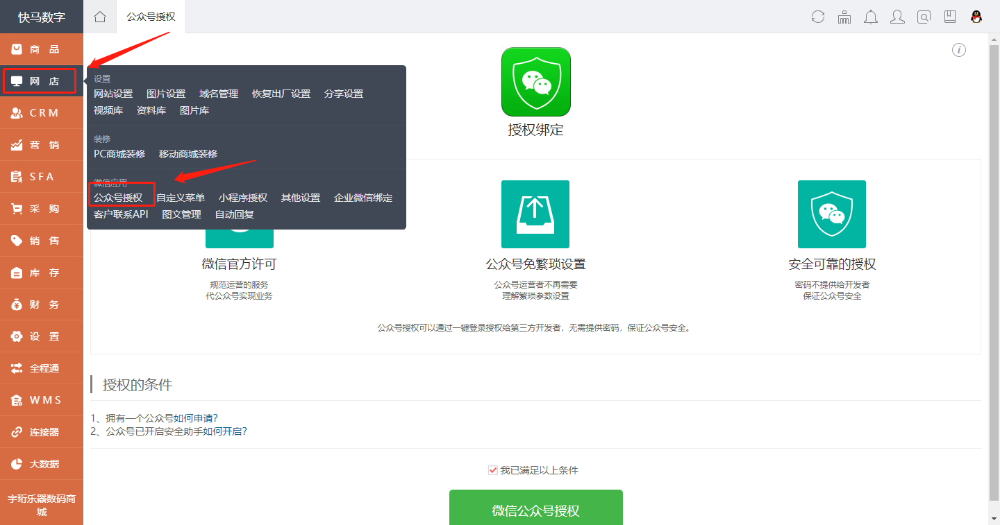 快马数字
公众号授权
商 品
网 店
CRM
营 销
SFA
采 购
销 售
库 存
财 务
设 置
全程通
WMS
连接器
大数据
宇珩乐器数码商
城
设置
网站设置 图片设置 域名管理 恢复出厂设置 分享设置
视频库 资料库 图片库
装修
PC商城装修 移动商城装修
微信应用
公众号授权 自定义菜单 小程序授权 其他设置 企业微信绑定
客户联系API 图文管理 自动回复
授权绑定
微信官方许可
规范运营的服务
代公众号实现业务
公众号免繁琐设置
公众号运营者不再需要
理解繁琐参数设置
安全可靠的授权
密码不提供给开发者
保证公众号安全
公众号授权可以通过一键登录授权给第三方开发者，无需提供密码，保证公众号安全。
授权的条件
1、拥有一个公众号如何申请?
2、公众号已开启安全助手如何开启?
我已满足以上条件
微信公众号授权